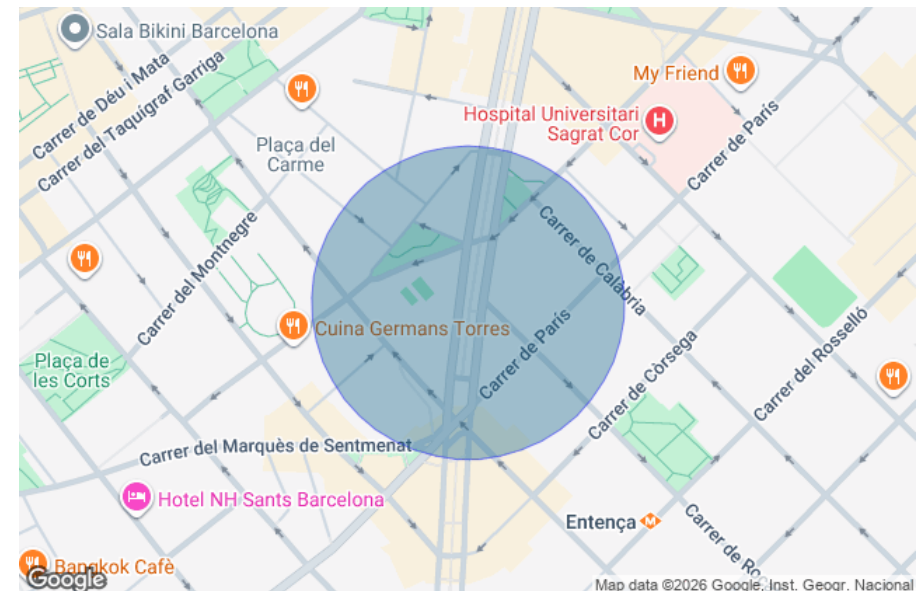 Sala Bikini Barcelona
Carrer de Déu i Mata
Carrer del Taquígraf Garriga
My Friend
Hospital Universitari
Sagrat Cor
Carrer de París
Plaça del
Carme
Carrer del Montnegre
Carrer de Calàbria
Cuina Germans Torres
Carrer de París
Plaça de
les Corts
Carrer de Còrsega
Carrer del Rosselló
Carrer del Marquès de Sentmenat
Hotel NH Sants Barcelona
Entença
Carrer de Ro
Bangkok Cafè
Google
Map data ©2026 Google, Inst. Geogr. Nacional